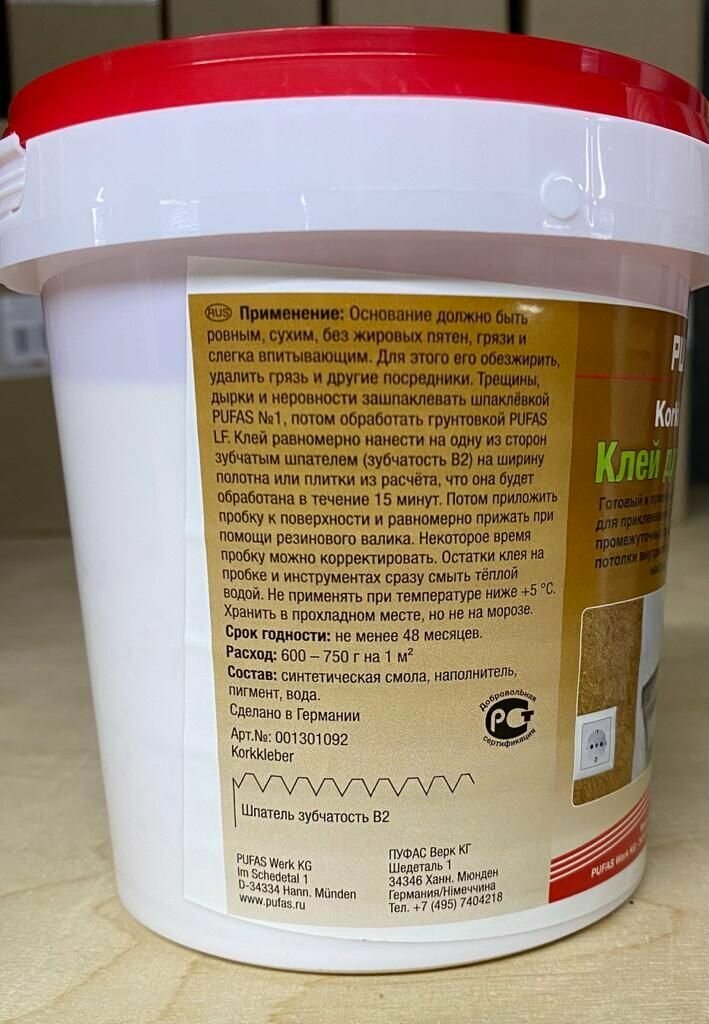 RUS Применение: Основание должно быть
ровным, сухим, без жировых пятен, грязи и
слегка впитывающим. Для этого его обезжирить,
удалить грязь и другие посредники. Трещины,
дырки и неровности зашпаклевать шпаклёвкой
PUFAS №1, потом обработать грунтовкой PUFAS
LF. Клей равномерно нанести на одну из сторон
зубчатым шпателем (зубчатость B2) на ширину
полотна или плитки из расчёта, что она будет
обработана в течение 15 минут. Потом приложить
пробку к поверхности и равномерно прижать при
помощи резинового валика. Некоторое время
пробку можно корректировать. Остатки клея на
пробке и инструментах сразу смыть тёплой
водой. Не применять при температуре ниже +5 °C.
Хранить в прохладном месте, но не на морозе.
Срок годности: не менее 48 месяцев.
Расход: 600 – 750 г на 1 м²
Состав: синтетическая смола, наполнитель,
пигмент, вода.
Сделано в Германии
Арт.№: 001301092
Korkkleber
Добровольная
РСТ
сертификация
Шпатель зубчатость B2
PUFAS Werk KG
Im Schedetal 1
D-34334 Hann. Münden
www.pufas.ru
ПУФАС Верк КГ
Шедеталь 1
34346 Ханн. Мюнден
Германия/Німеччина
Тел. +7 (495) 7404218
Клей
Готовый к
для
потолки
PUFAS Werk KG